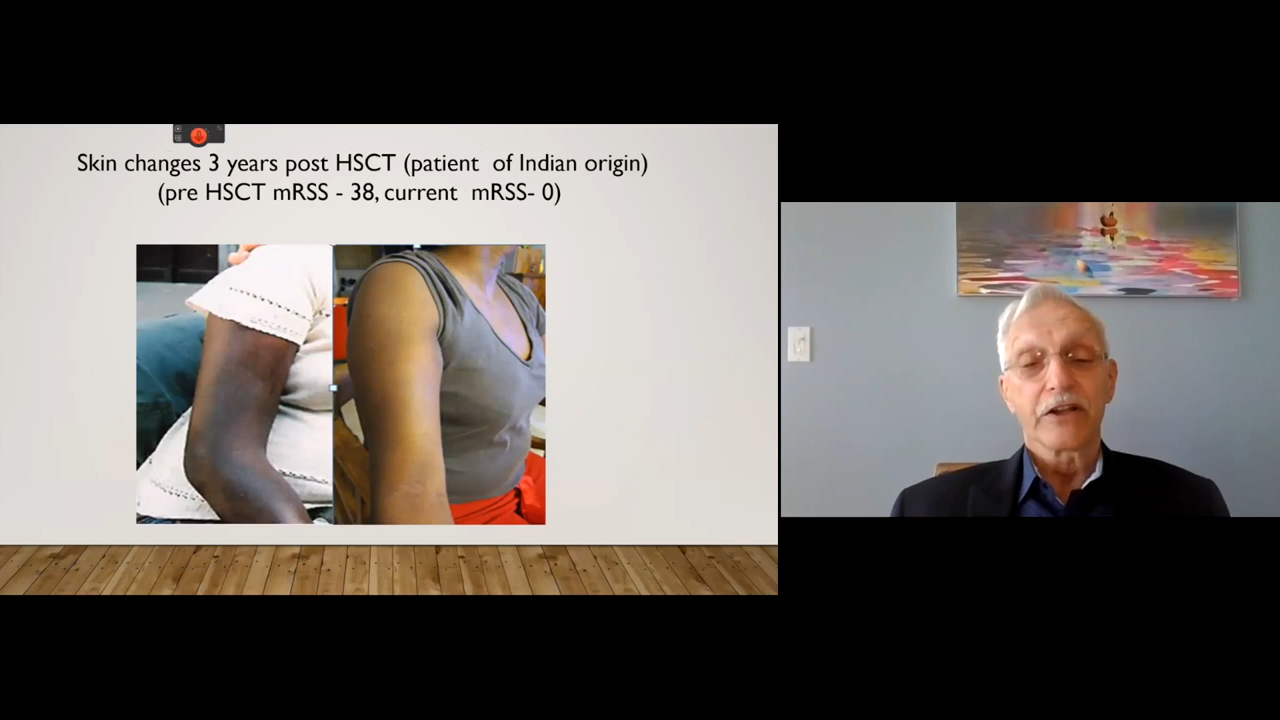 Skin changes 3 years post HSCT (patient of Indian origin)
(pre HSCT mRSS - 38, current mRSS- 0)